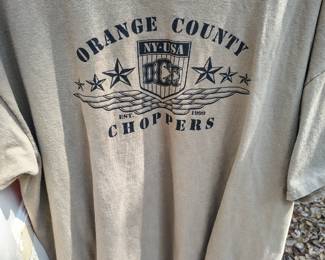 ORANGE COUNTY
NY-USA
OCC
EST. 1999
CHOPPERS